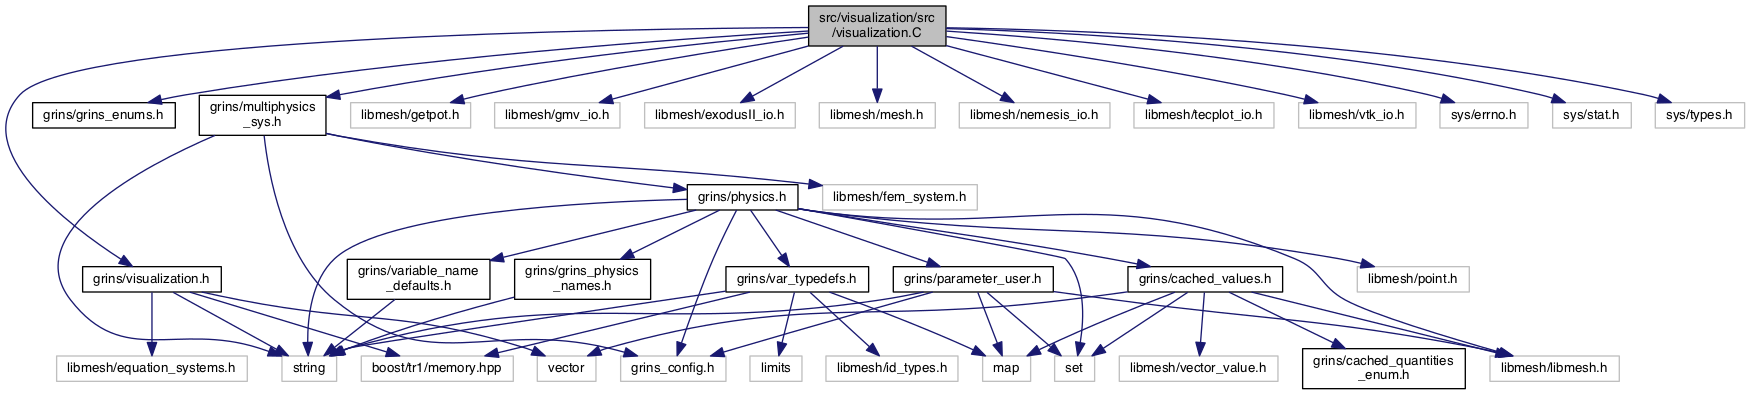 src/visualization/src
/visualization.C
grins/grins_enums.h
grins/multiphysics
_sys.h
libmesh/getpot.h
libmesh/gmv_io.h
libmesh/exodusII_io.h
libmesh/mesh.h
libmesh/nemesis_io.h
libmesh/tecplot_io.h
libmesh/vtk_io.h
sys/errno.h
sys/stat.h
sys/types.h
grins/physics.h
libmesh/fem_system.h
grins/visualization.h
grins/variable_name
_defaults.h
grins/grins_physics
_names.h
grins/var_typedefs.h
grins/parameter_user.h
grins/cached_values.h
libmesh/point.h
libmesh/equation_systems.h
string
boost/tr1/memory.hpp
vector
grins_config.h
limits
libmesh/id_types.h
map
set
libmesh/vector_value.h
grins/cached_quantities
_enum.h
libmesh/libmesh.h